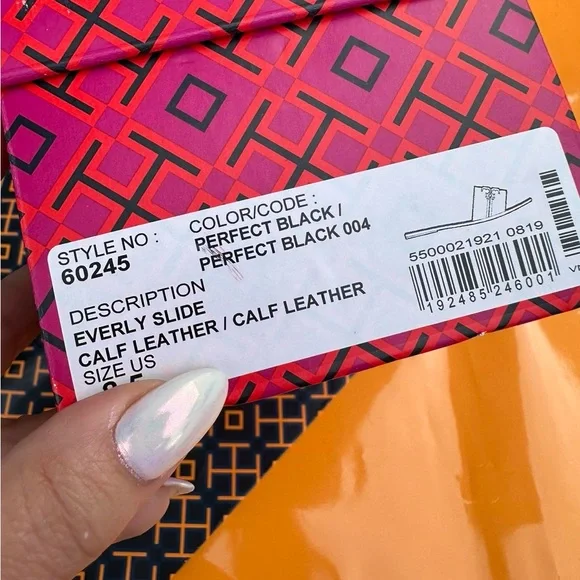 STYLE NO :
60245
COLOR/CODE :
PERFECT BLACK /
PERFECT BLACK 004
5500021921 0819
192485 246001
DESCRIPTION
EVERLY SLIDE
CALF LEATHER / CALF LEATHER
SIZE US